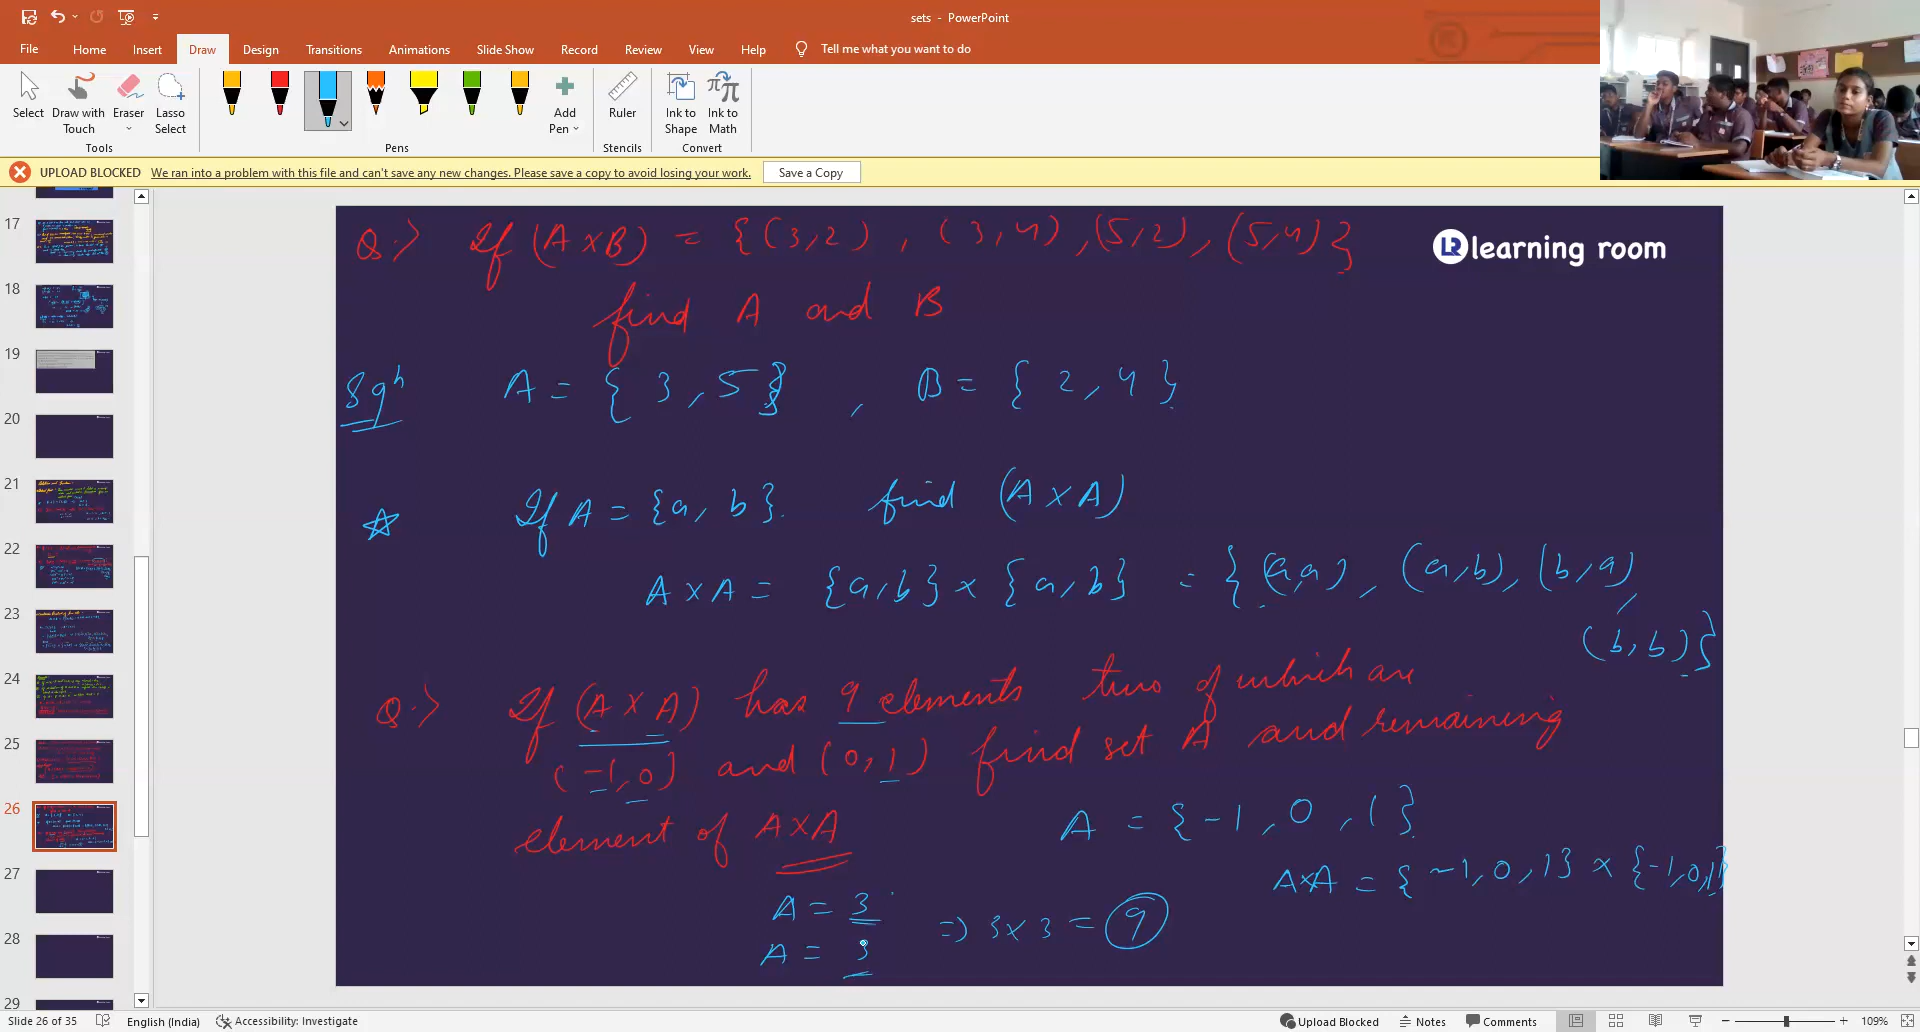 sets - PowerPoint
File Home Insert Draw Design Transitions Animations Slide Show Record Review View Help Tell me what you want to do
Select Draw with Touch Eraser Lasso Select Add Pen Ruler Ink to Shape Ink to Math
Tools Pens Stencils Convert
UPLOAD BLOCKED We ran into a problem with this file and can't save any new changes. Please save a copy to avoid losing your work. Save a Copy
17
18
19
20
21
22
23
24
25
26
27
28
29
learning room
Q.> If (A × B) = {(3,2), (3,4), (5,2), (5,4)}
find A and B
A = {3, 5}, B = {2, 4}
☆ If A = {a, b}. find (A × A)
A × A = {a, b} × {a, b} = {(a,a), (a,b), (b,a),
(b,b)}
Q.> If (A × A) has 9 elements two of which are
(-1, 0) and (0, 1) find set A and remaining
element of A×A
A = {-1, 0, 1}
A×A = {-1, 0, 1} × {-1, 0, 1}
A = 3 => 3 × 3 = 9
A = 3
Slide 26 of 35 English (India) Accessibility: Investigate Upload Blocked Notes Comments 109%